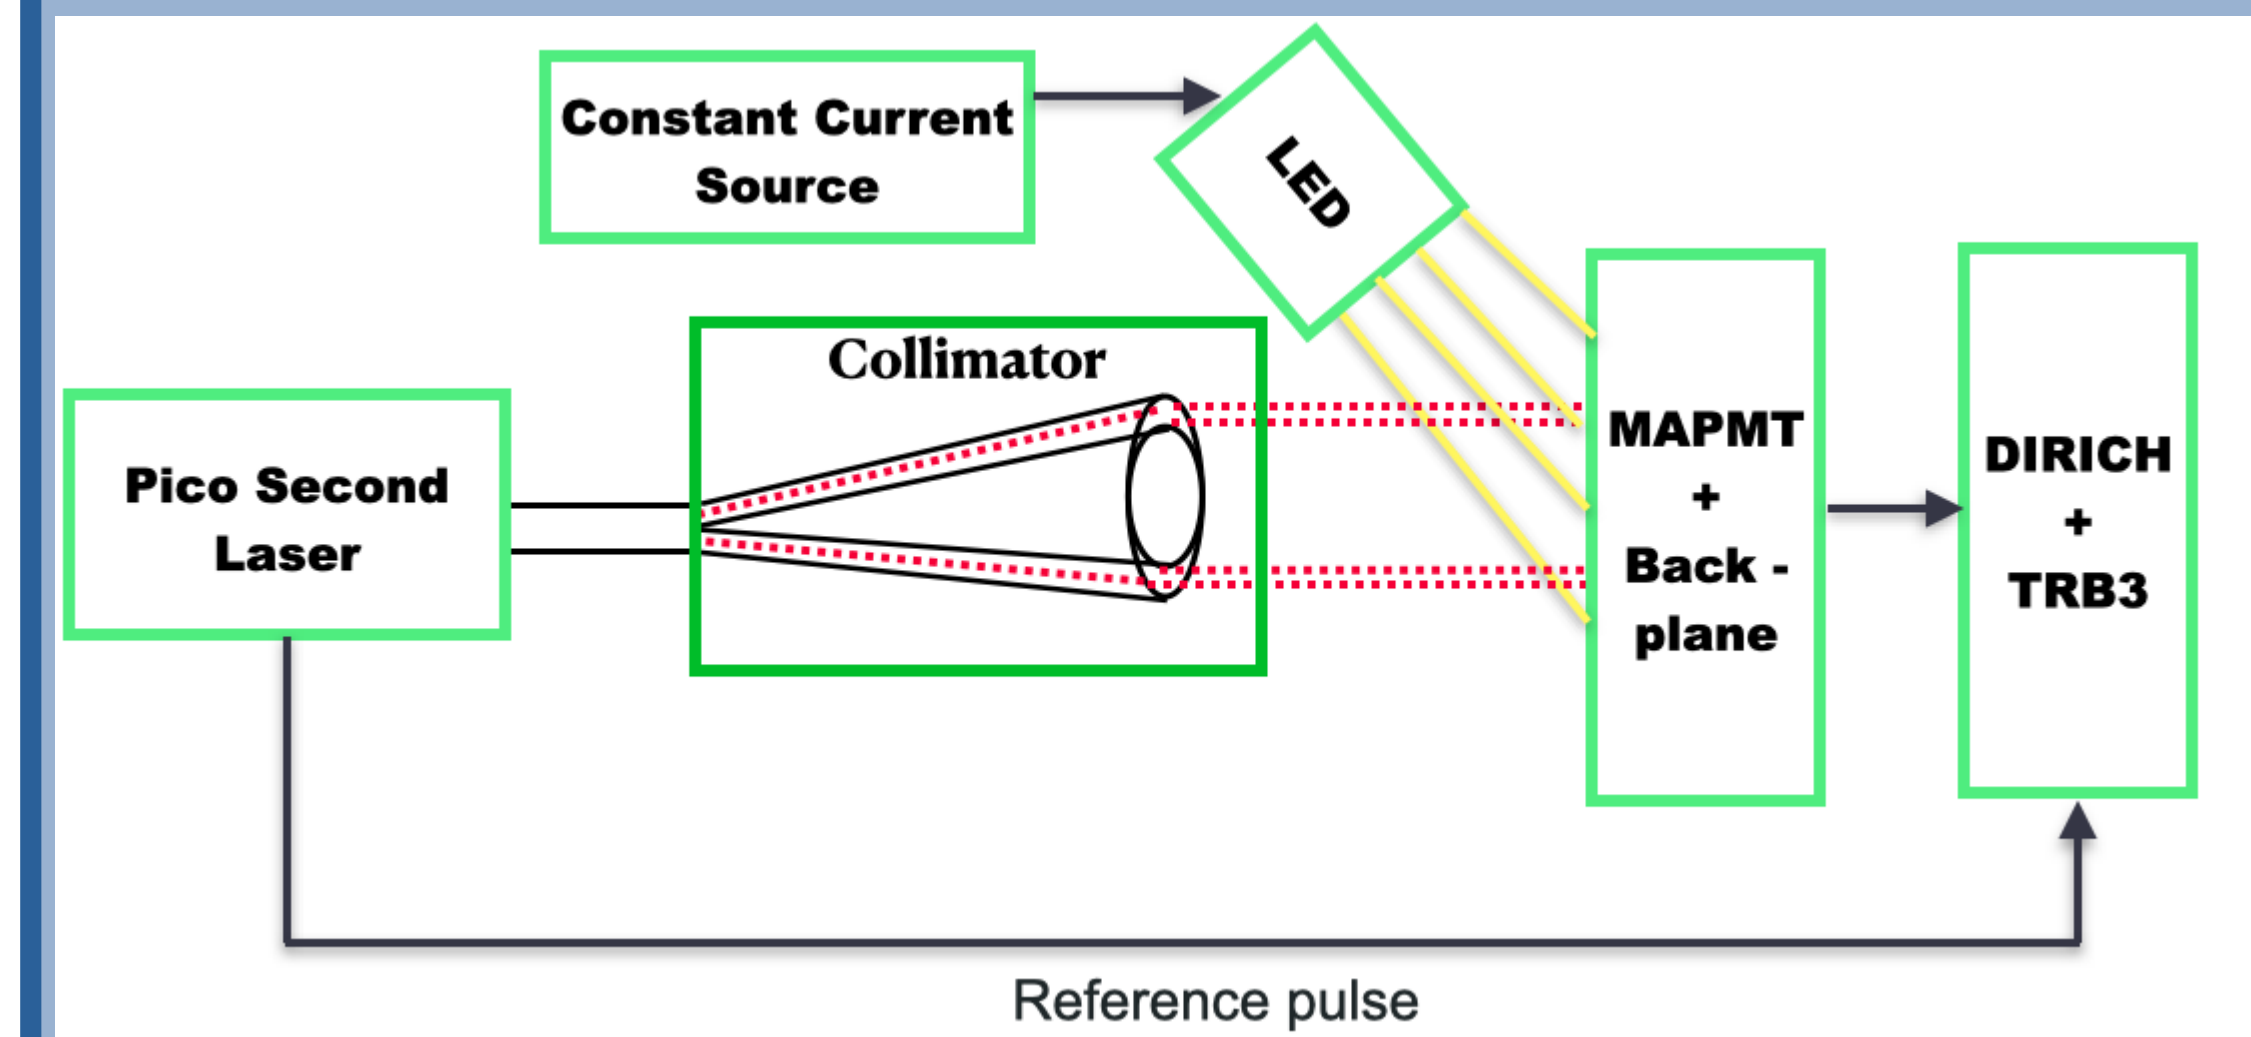 Constant Current
Source
LED
Collimator
Pico Second
Laser
MAPMT
+
Back -
plane
DIRICH
+
TRB3
Reference pulse